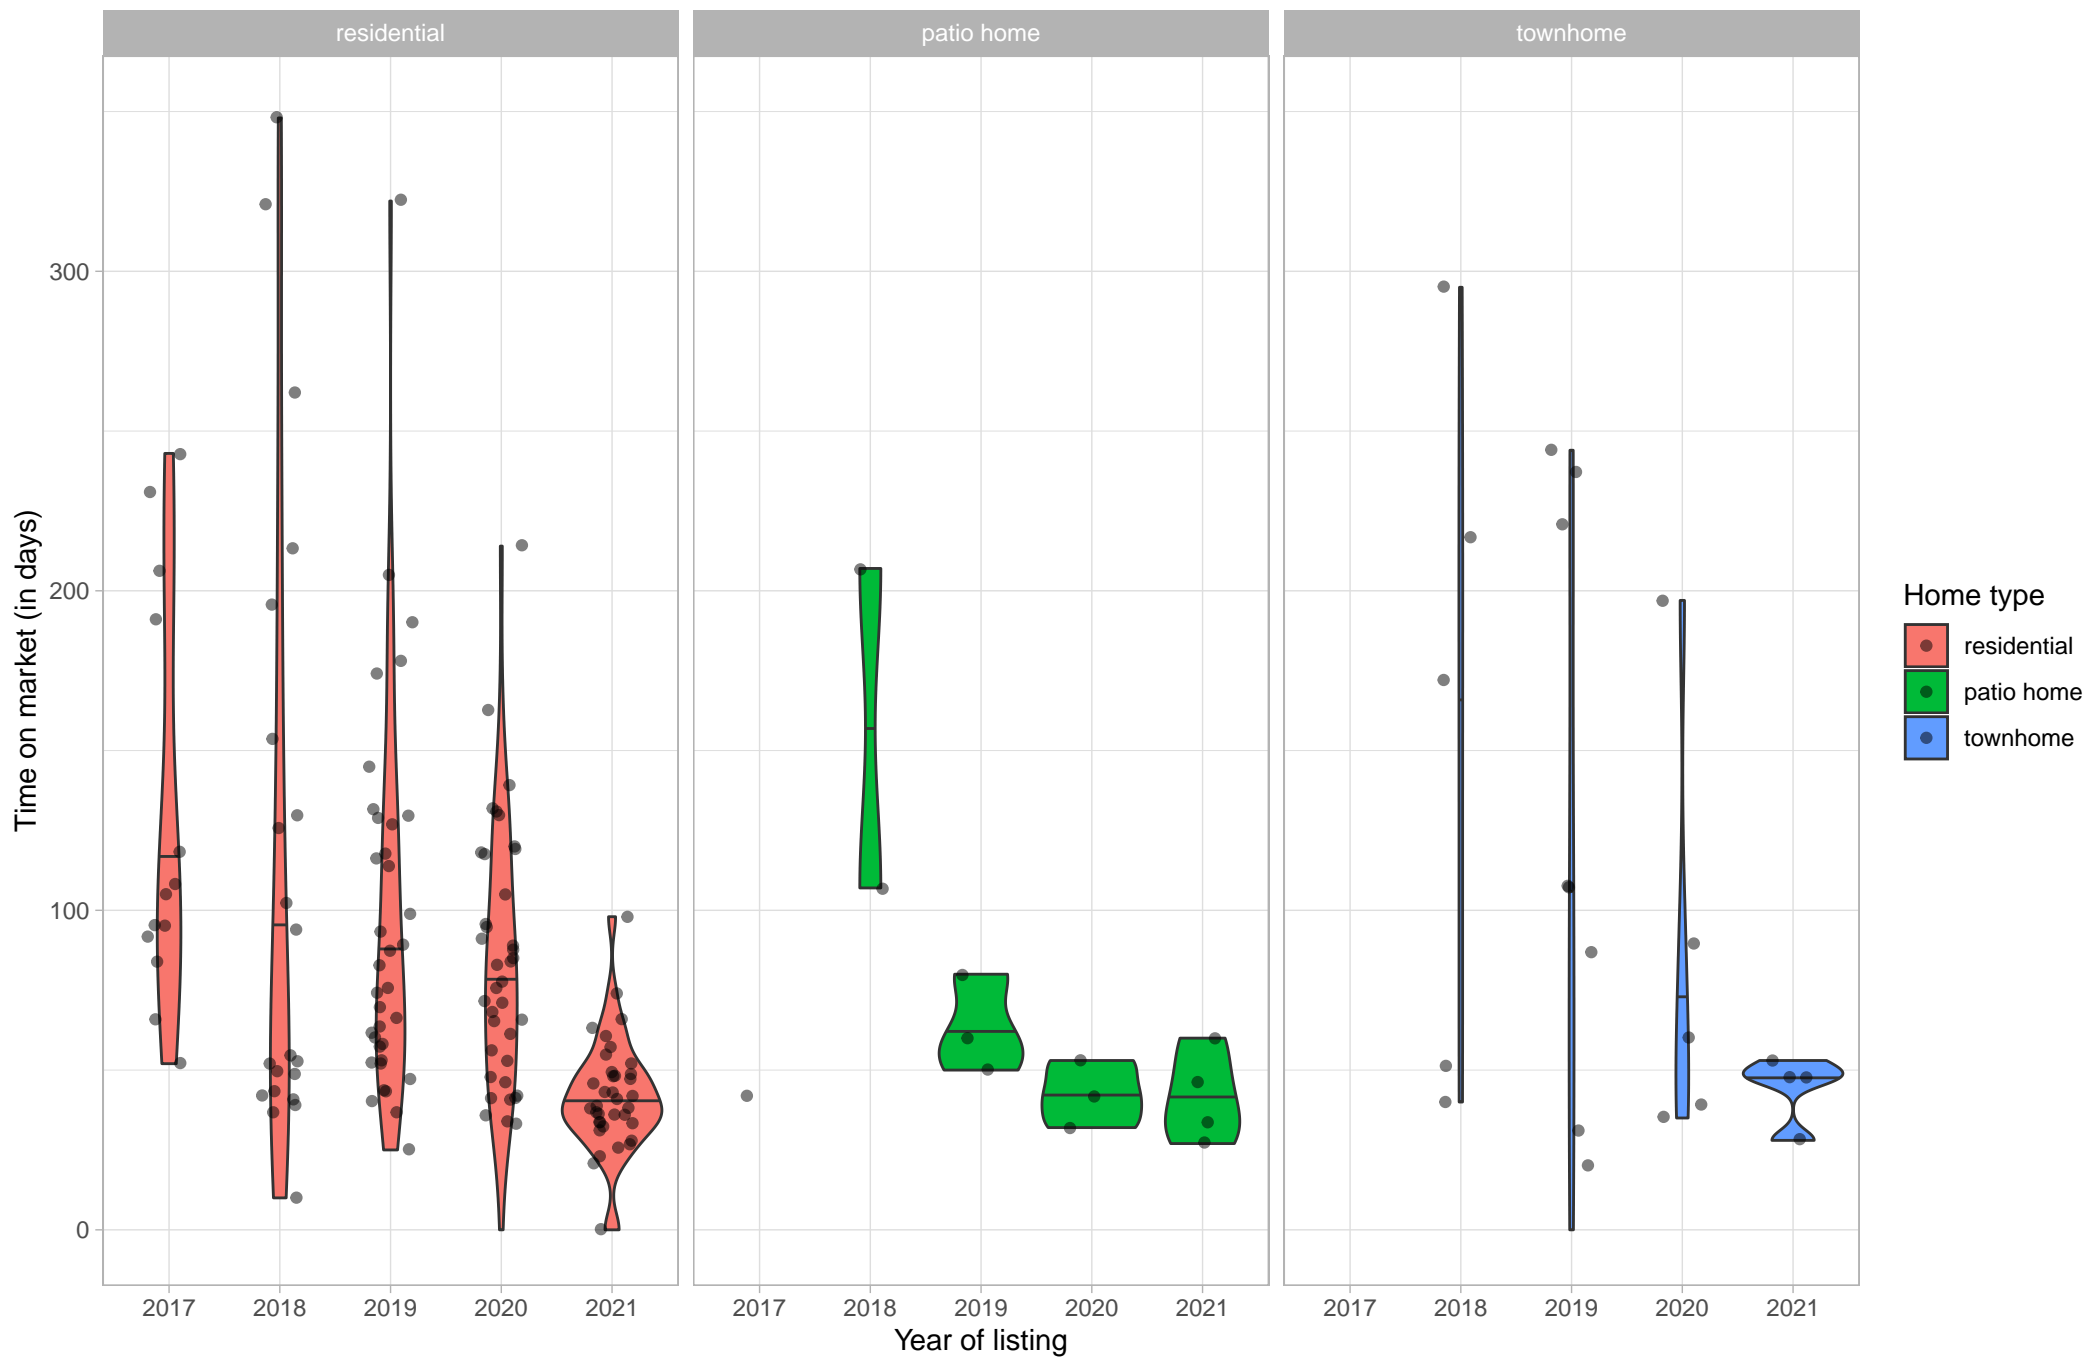 residential
patio home
townhome
300
200
100
0
Time on market (in days)
2017 2018 2019 2020 2021
2017 2018 2019 2020 2021
2017 2018 2019 2020 2021
Year of listing
Home type
residential
patio home
townhome